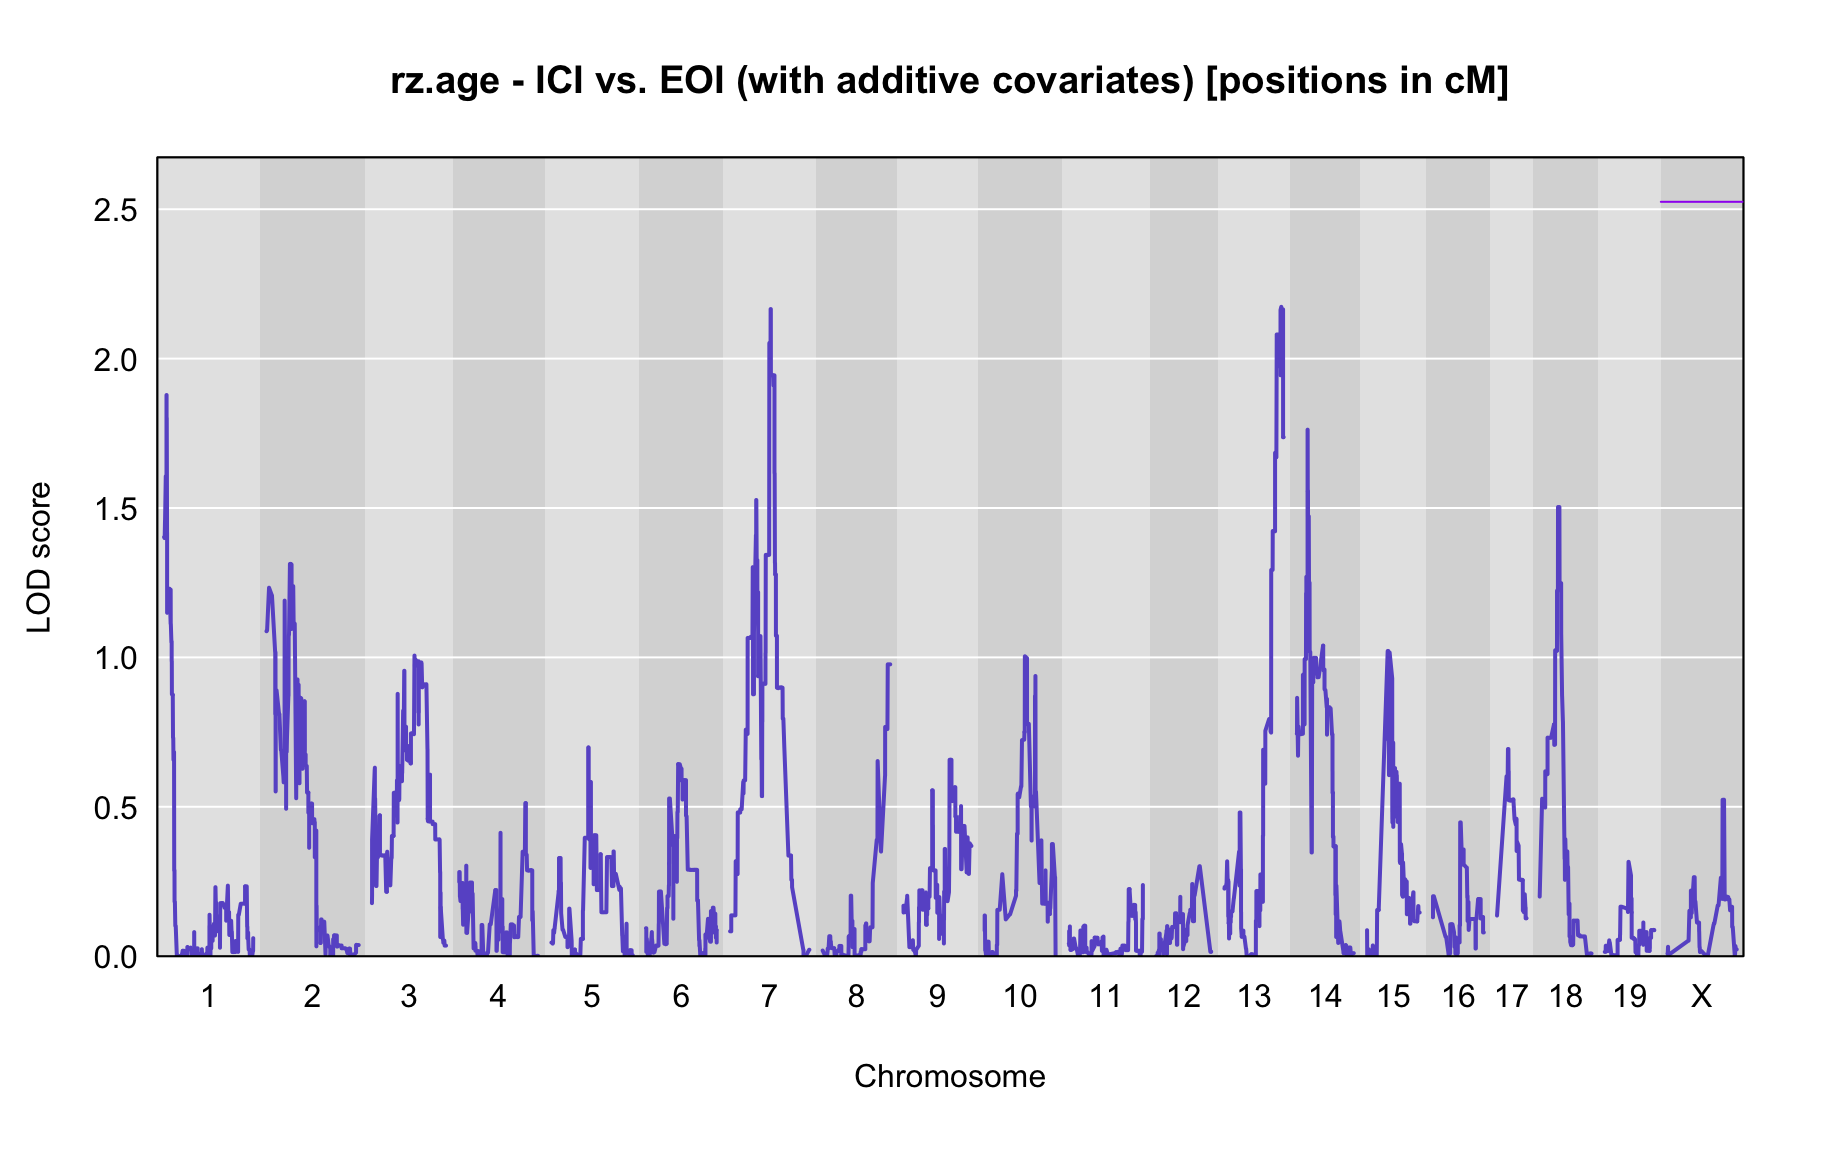 rz.age - ICI vs. EOI (with additive covariates) [positions in cM]
2.5
2.0
1.5
1.0
0.5
0.0
LOD score
1 2 3 4 5 6 7 8 9 10 11 12 13 14 15 16 17 18 19 X
Chromosome